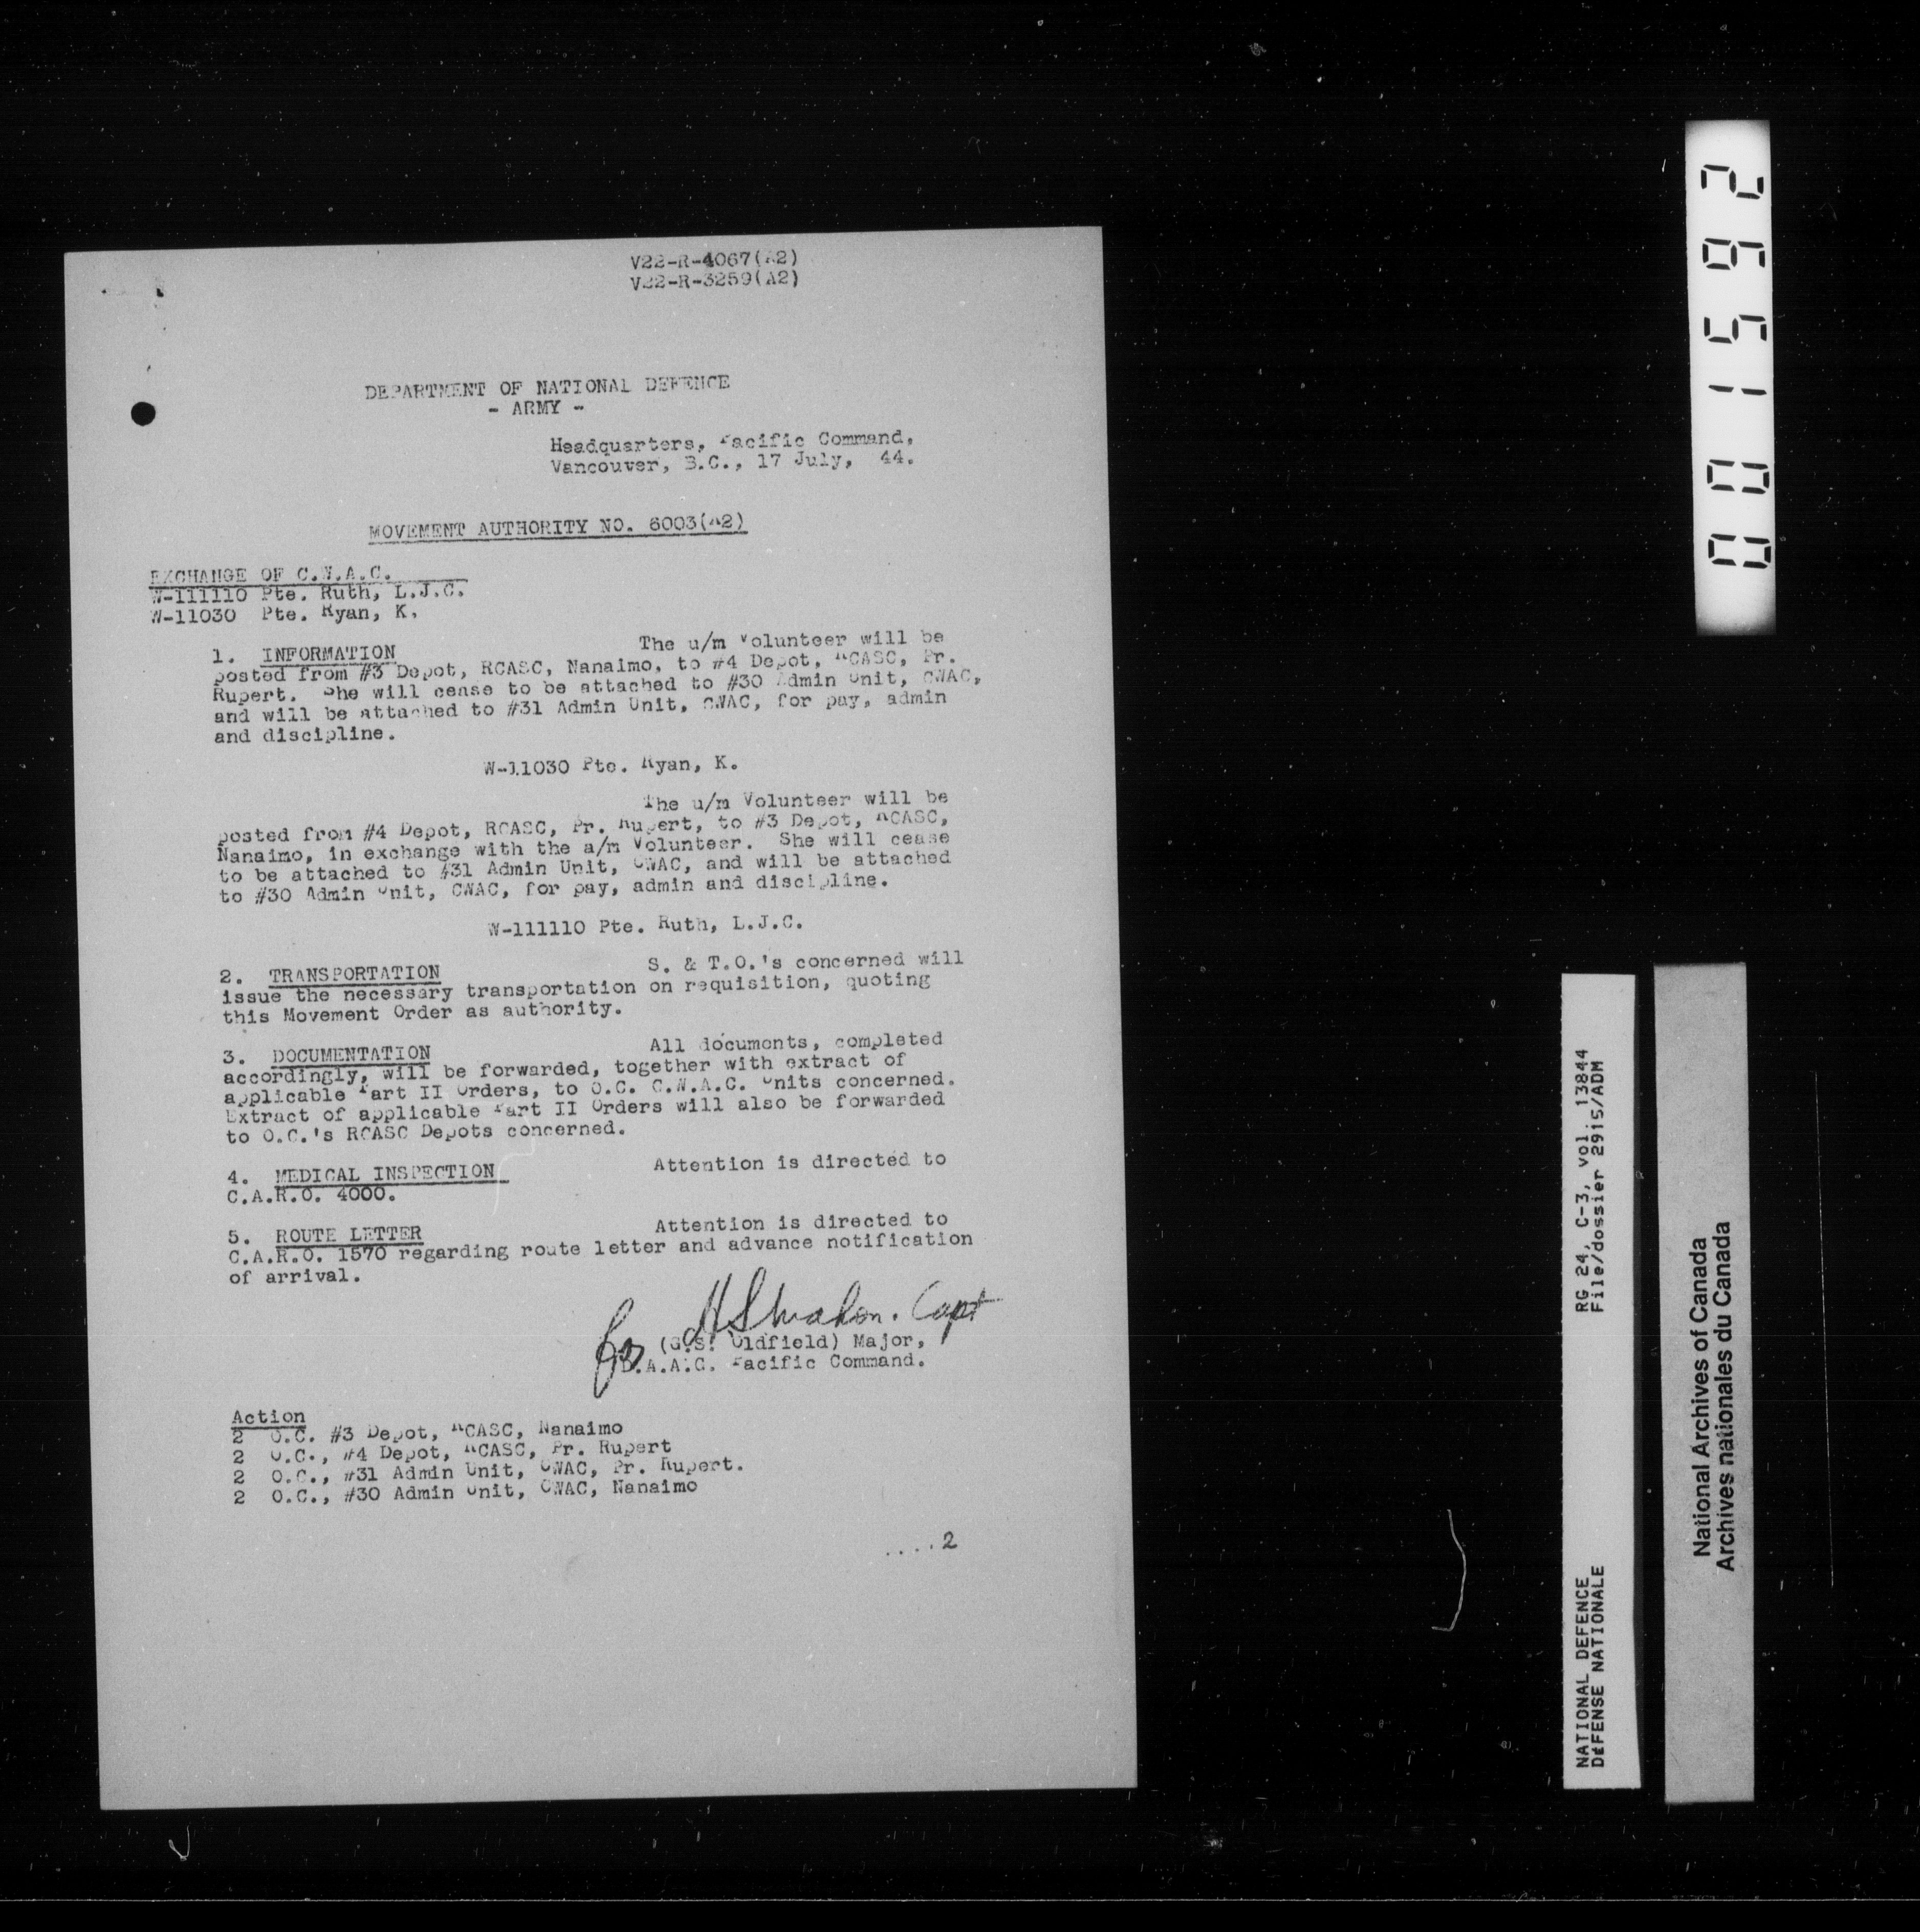 V22-R-4067(A2)
V22-R-3259(A2)
DEPARTMENT OF NATIONAL DEFENCE
- ARMY -
Headquarters, Pacific Command,
Vancouver, B.C., 17 July, 44.
MOVEMENT AUTHORITY NO. 6003(A2)
EXCHANGE OF C.W.A.C.
W-111110 Pte. Ruth, L.J.C.
W-11030 Pte. Ryan, K.
1. INFORMATION The u/m Volunteer will be
posted from #3 Depot, RCASC, Nanaimo, to #4 Depot, RCASC, Pr.
Rupert. She will cease to be attached to #30 Admin Unit, CWAC,
and will be attached to #31 Admin Unit, CWAC, for pay, admin
and discipline.
W-11030 Pte. Ryan, K.
The u/m Volunteer will be
posted from #4 Depot, RCASC, Pr. Rupert, to #3 Depot, RCASC,
Nanaimo, in exchange with the a/m Volunteer. She will cease
to be attached to #31 Admin Unit, CWAC, and will be attached
to #30 Admin Unit, CWAC, for pay, admin and discipline.
W-111110 Pte. Ruth, L.J.C.
2. TRANSPORTATION S. & T.O.'s concerned will
issue the necessary transportation on requisition, quoting
this Movement Order as authority.
3. DOCUMENTATION All documents, completed
accordingly, will be forwarded, together with extract of
applicable Part II Orders, to O.C. C.W.A.C. Units concerned.
Extract of applicable Part II Orders will also be forwarded
to O.C.'s RCASC Depots concerned.
4. MEDICAL INSPECTION Attention is directed to
C.A.R.O. 4000.
5. ROUTE LETTER Attention is directed to
C.A.R.O. 1570 regarding route letter and advance notification
of arrival.
Capt
for (G.S. Oldfield) Major,
D.A.A.G. Pacific Command.
Action
2 O.C. #3 Depot, RCASC, Nanaimo
2 O.C., #4 Depot, RCASC, Pr. Rupert
2 O.C., #31 Admin Unit, CWAC, Pr. Rupert.
2 O.C., #30 Admin Unit, CWAC, Nanaimo
....2
001592
NATIONAL DEFENCE RG 24, C-3, vol. 13844
DÉFENSE NATIONALE File/dossier 2915/ADM
National Archives of Canada
Archives nationales du Canada